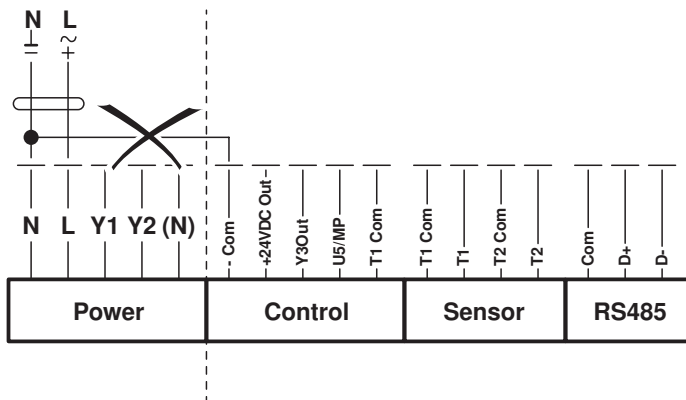 N L
⊥ ~
= +
N L Y1 Y2 (N)
- Com
+24VDC Out
Y3Out
U5/MP
T1 Com
T1 Com
T1
T2 Com
T2
Com
D+
D-
Power Control Sensor RS485